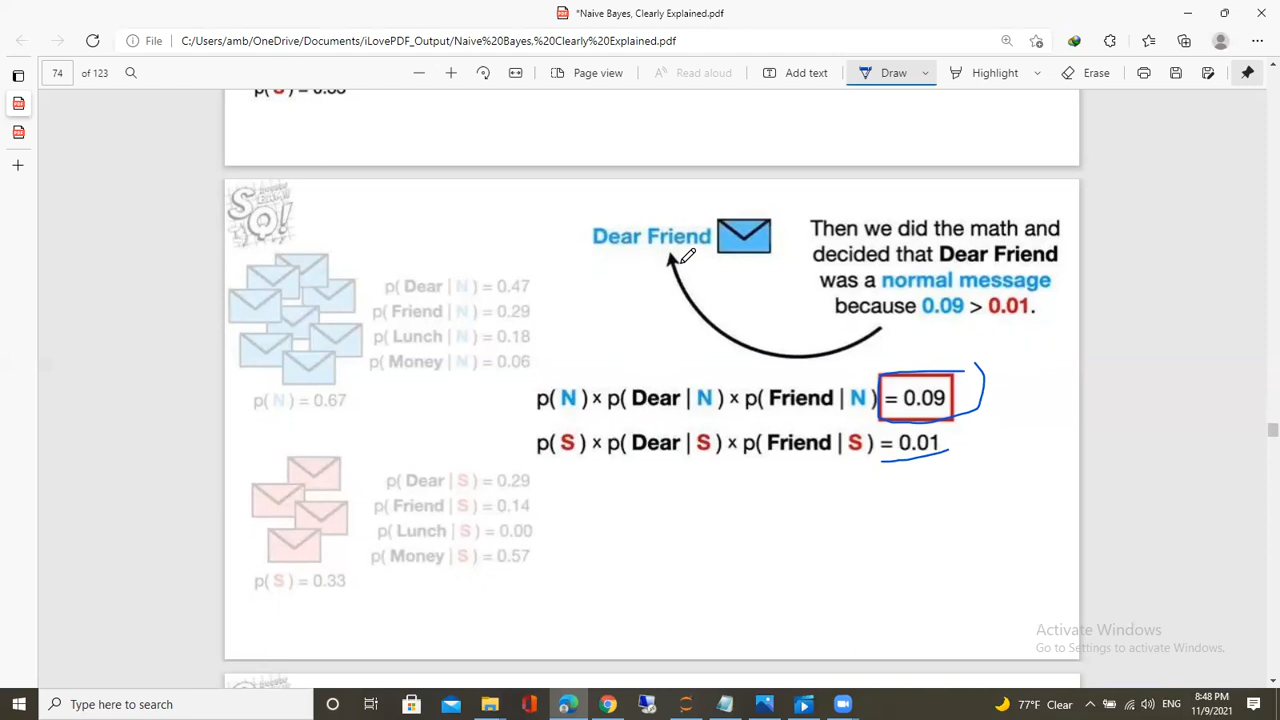 *Naive Bayes, Clearly Explained.pdf
File
C:/Users/amb/OneDrive/Documents/iLovePDF_Output/Naive%20Bayes,%20Clearly%20Explained.pdf
74 of 123
Page view
Read aloud
Add text
Draw
Highlight
Erase
SQ!
Dear Friend
Then we did the math and
decided that Dear Friend
was a normal message
because 0.09 > 0.01.
p( Dear | N ) = 0.47
p( Friend | N ) = 0.29
p( Lunch | N ) = 0.18
p( Money | N ) = 0.06
p( N ) = 0.67
p( N ) × p( Dear | N ) × p( Friend | N ) = 0.09
p( S ) × p( Dear | S ) × p( Friend | S ) = 0.01
p( Dear | S ) = 0.29
p( Friend | S ) = 0.14
p( Lunch | S ) = 0.00
p( Money | S ) = 0.57
p( S ) = 0.33
Activate Windows
Go to Settings to activate Windows.
Type here to search
77°F Clear
8:48 PM
11/9/2021